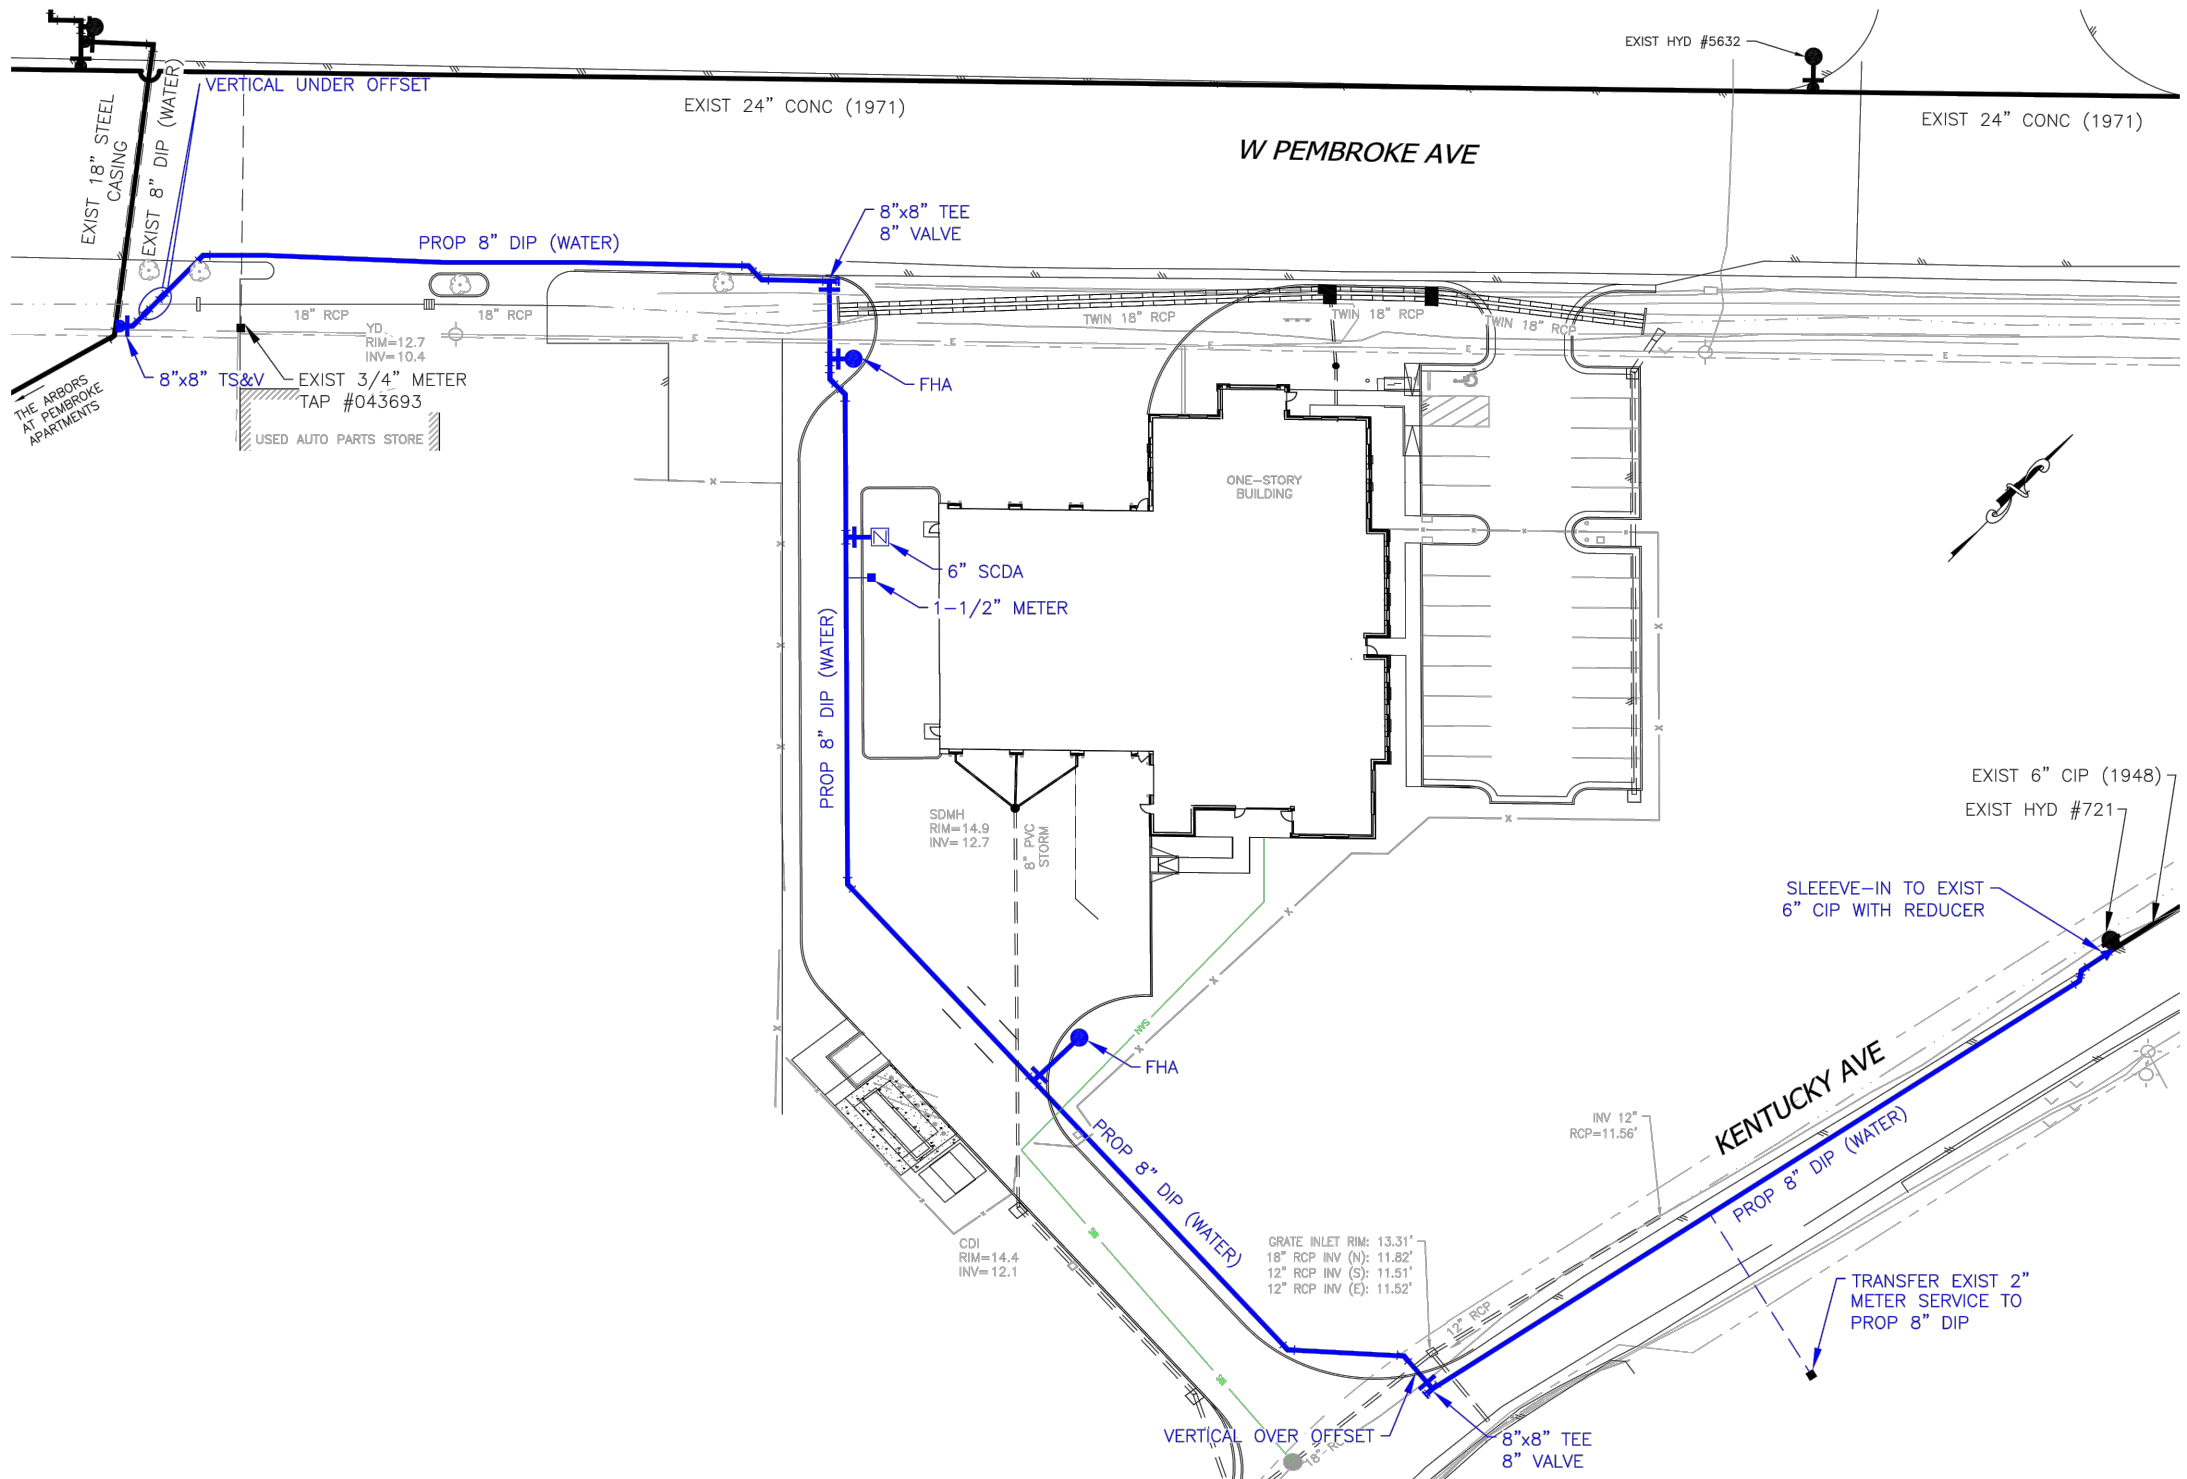 EXIST HYD #5632
VERTICAL UNDER OFFSET
EXIST 24" CONC (1971)
EXIST 24" CONC (1971)
W PEMBROKE AVE
EXIST 18" STEEL
CASING
EXIST 8" DIP (WATER)
8"x8" TEE
8" VALVE
PROP 8" DIP (WATER)
18" RCP
18" RCP
YD
RIM=12.7
INV=10.4
TWIN 18" RCP
TWIN 18" RCP
TWIN 18" RCP
E
E
E
E
E
8"x8" TS&V
EXIST 3/4" METER
TAP #043693
FHA
THE ARBORS
AT PEMBROKE
APARTMENTS
USED AUTO PARTS STORE
ONE-STORY
BUILDING
6" SCDA
1-1/2" METER
PROP 8" DIP (WATER)
PROP 8" DIP (WATER)
SDMH
RIM=14.9
INV=12.7
8" PVC
STORM
EXIST 6" CIP (1948)
EXIST HYD #721
SLEEEVE-IN TO EXIST
6" CIP WITH REDUCER
SAN
FHA
KENTUCKY AVE
INV 12"
RCP=11.56'
PROP 8" DIP (WATER)
PROP 8" DIP (WATER)
CDI
RIM=14.4
INV=12.1
GRATE INLET RIM: 13.31'
18" RCP INV (N): 11.82'
12" RCP INV (S): 11.51'
12" RCP INV (E): 11.52'
12" RCP
TRANSFER EXIST 2"
METER SERVICE TO
PROP 8" DIP
VERTICAL OVER OFFSET
18" RCP
8"x8" TEE
8" VALVE